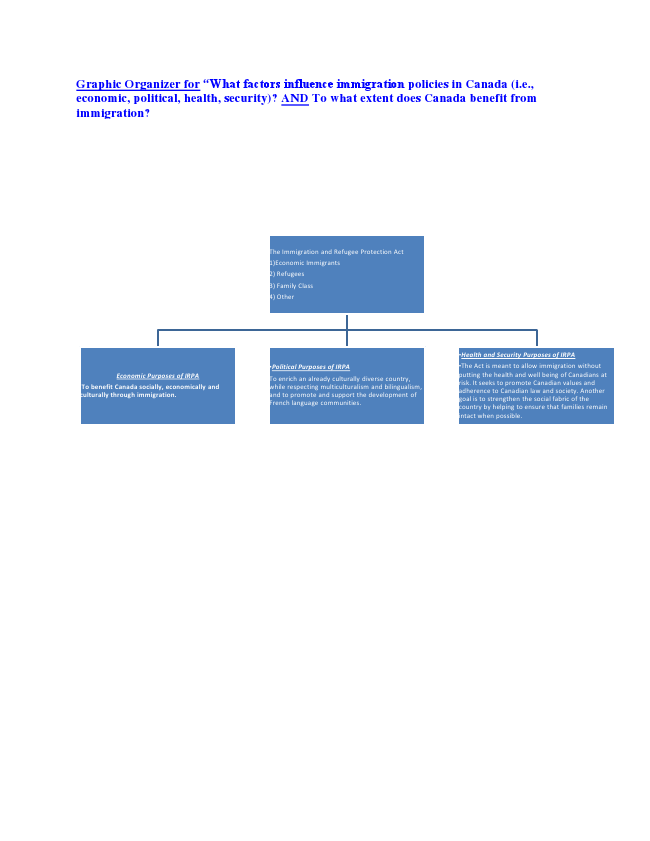 Graphic Organizer for “What factors influence immigration policies in Canada (i.e.,
economic, political, health, security)? AND To what extent does Canada benefit from
immigration?
The Immigration and Refugee Protection Act
1)Economic Immigrants
2) Refugees
3) Family Class
4) Other
Economic Purposes of IRPA
To benefit Canada socially, economically and
culturally through immigration.
•Political Purposes of IRPA
To enrich an already culturally diverse country,
while respecting multiculturalism and bilingualism,
and to promote and support the development of
French language communities.
•Health and Security Purposes of IRPA
•The Act is meant to allow immigration without
putting the health and well being of Canadians at
risk. It seeks to promote Canadian values and
adherence to Canadian law and society. Another
goal is to strengthen the social fabric of the
country by helping to ensure that families remain
intact when possible.